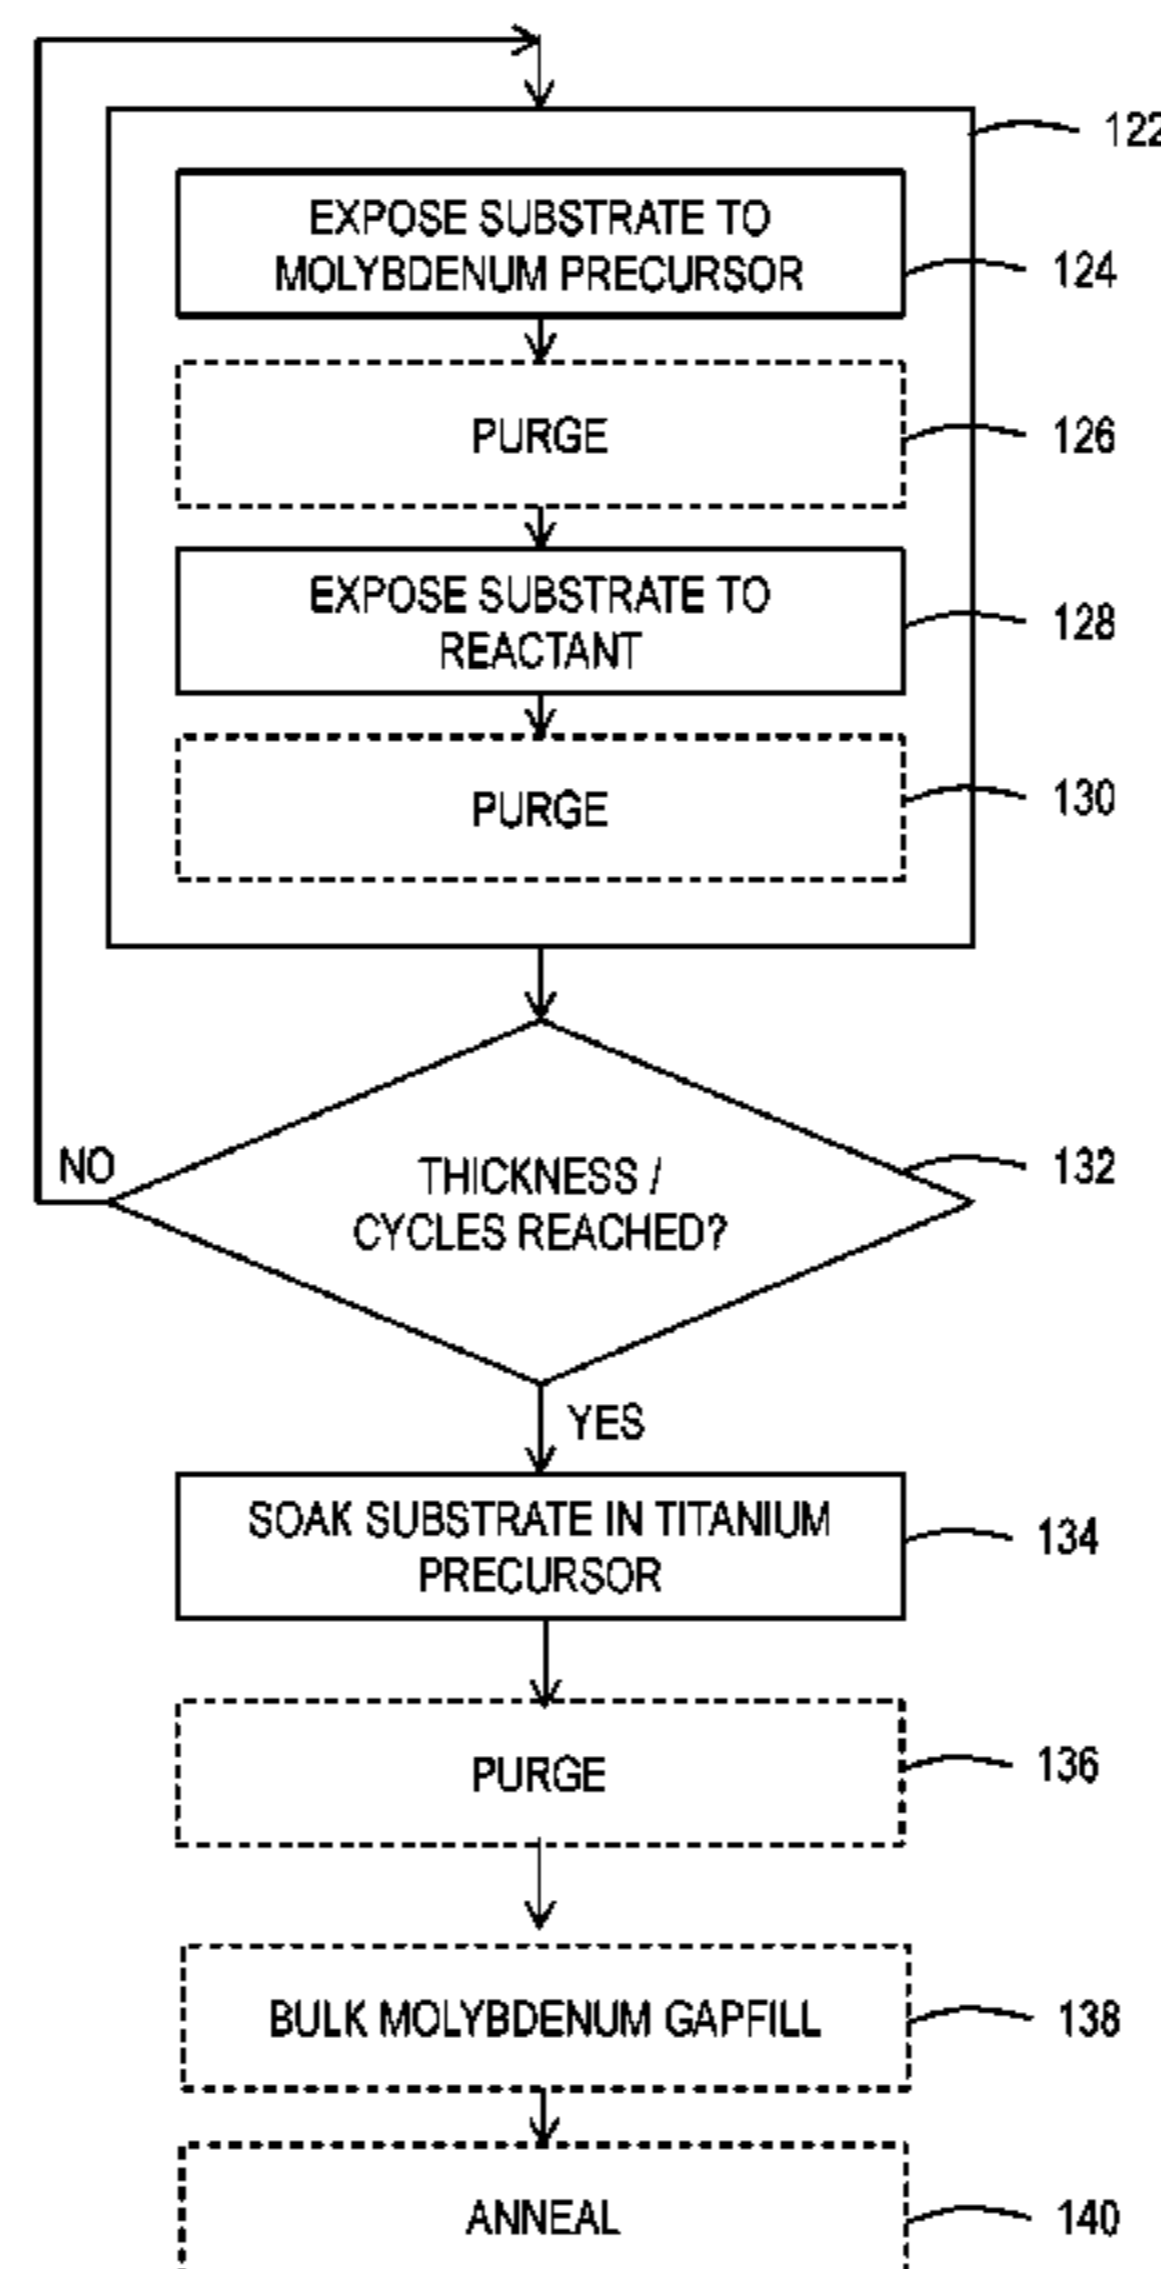 122
EXPOSE SUBSTRATE TO
MOLYBDENUM PRECURSOR
124
PURGE
126
EXPOSE SUBSTRATE TO
REACTANT
128
PURGE
130
NO
THICKNESS /
CYCLES REACHED?
132
YES
SOAK SUBSTRATE IN TITANIUM
PRECURSOR
134
PURGE
136
BULK MOLYBDENUM GAPFILL
138
ANNEAL
140